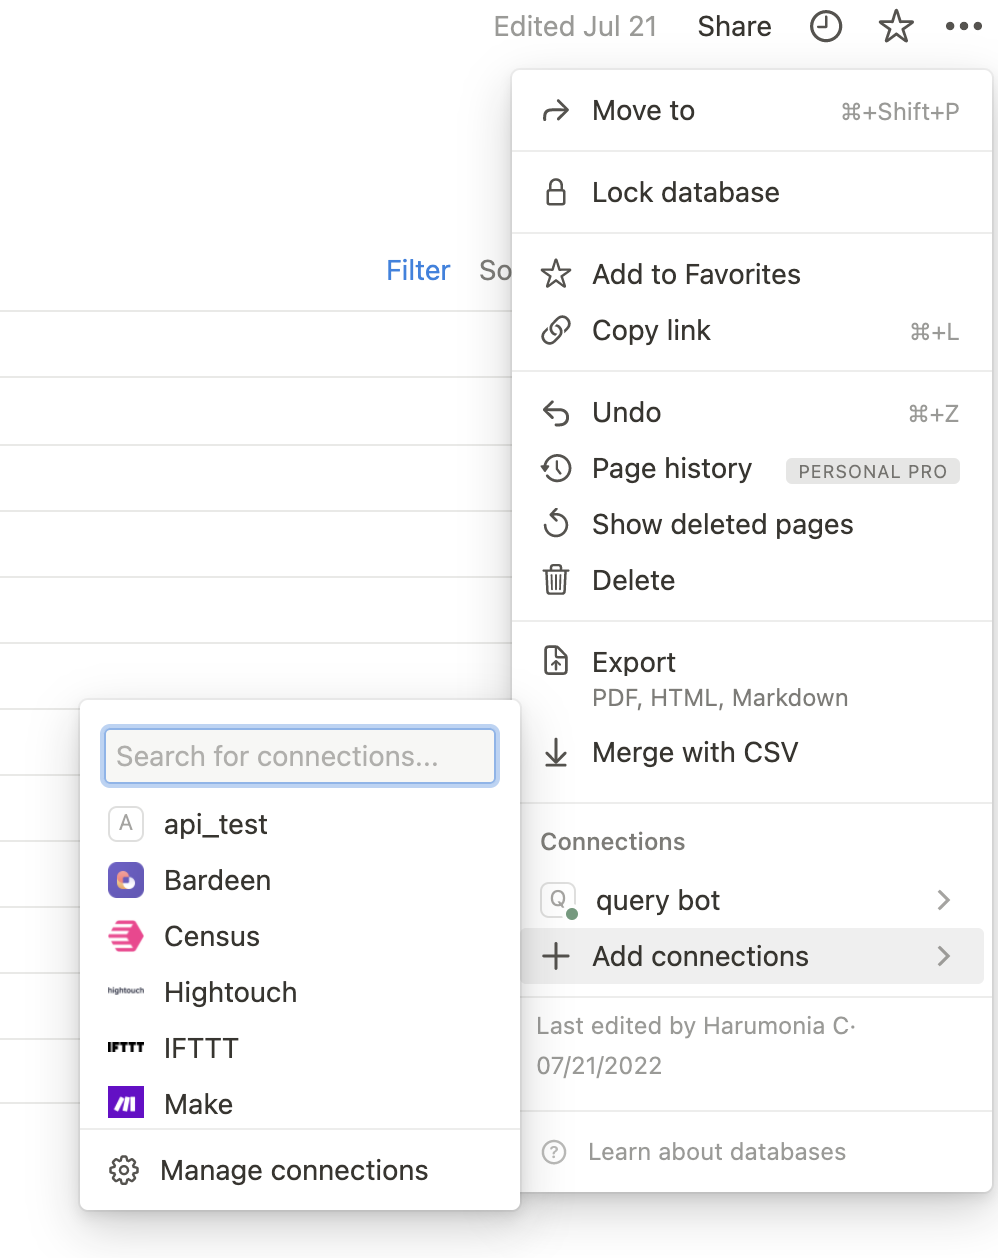 Edited Jul 21 Share
Move to ⌘+Shift+P
Lock database
Filter So
Add to Favorites
Copy link ⌘+L
Undo ⌘+Z
Page history PERSONAL PRO
Show deleted pages
Delete
Export
PDF, HTML, Markdown
Merge with CSV
Connections
Q query bot
Add connections
Last edited by Harumonia C·
07/21/2022
? Learn about databases
Search for connections...
A api_test
Bardeen
Census
hightouch Hightouch
IFTTT IFTTT
Make
Manage connections